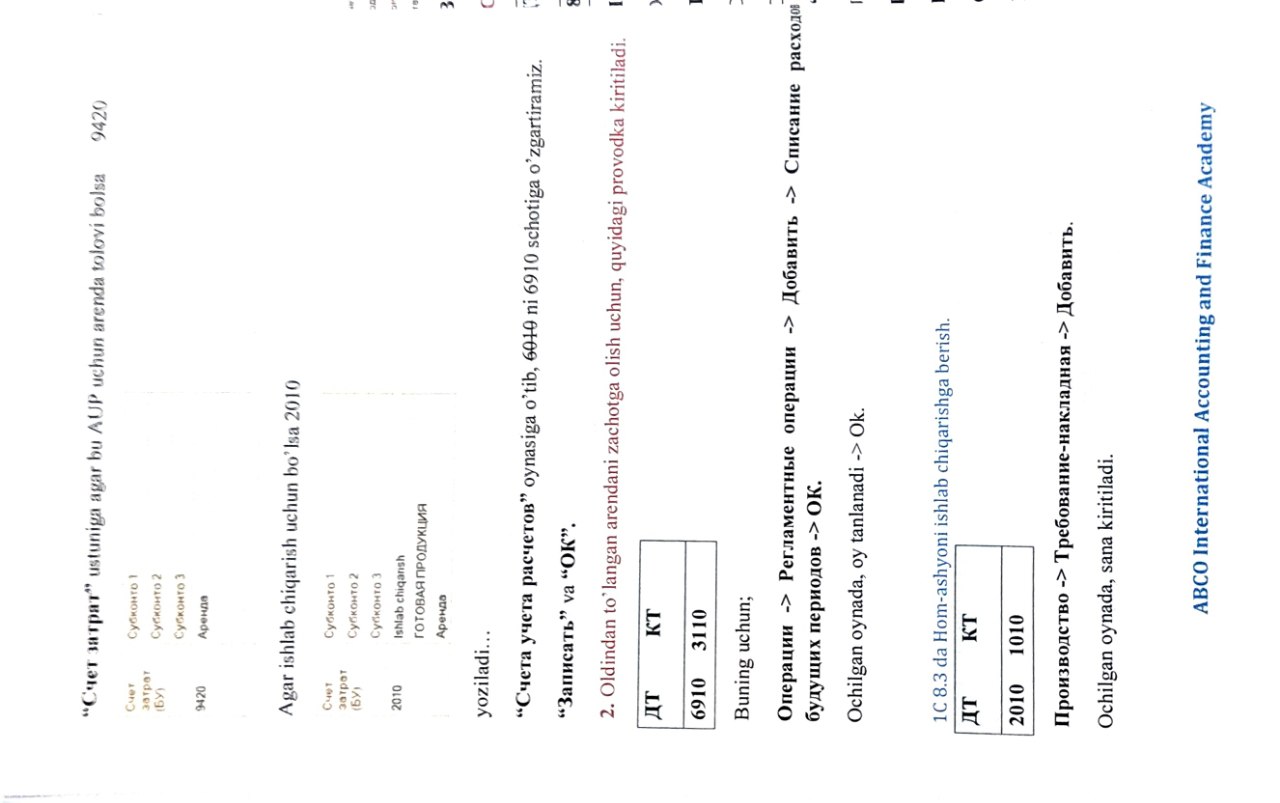 “Счет затрат” ustuniga agar bu AUP uchun arenda tolovi bolsa 9420
Счет затрат (БУ)
Субконто 1
Субконто 2
Субконто 3
9420
Аренда
Agar ishlab chiqarish uchun bo’lsa 2010
Счет затрат (БУ)
Субконто 1
Субконто 2
Субконто 3
2010
Ishlab chiqarish
ГОТОВАЯ ПРОДУКЦИЯ
Аренда
yoziladi…
“Счета учета расчетов” oynasiga o’tib, 6010 ni 6910 schotiga o’zgartiramiz.
“Записать” va “ОК”.
2. Oldindan to’langan arendani zachotga olish uchun, quyidagi provodka kiritiladi.
ДТ КТ
6910 3110
Buning uchun;
Операции -> Регламентные операции -> Добавить -> Списание расходов
будущих периодов -> ОК.
Ochilgan oynada, oy tanlanadi -> Ok.
1C 8.3 da Hom-ashyoni ishlab chiqarishga berish.
ДТ КТ
2010 1010
Производство -> Требование-накладная -> Добавить.
Ochilgan oynada, sana kiritiladi.
ABCO International Accounting and Finance Academy